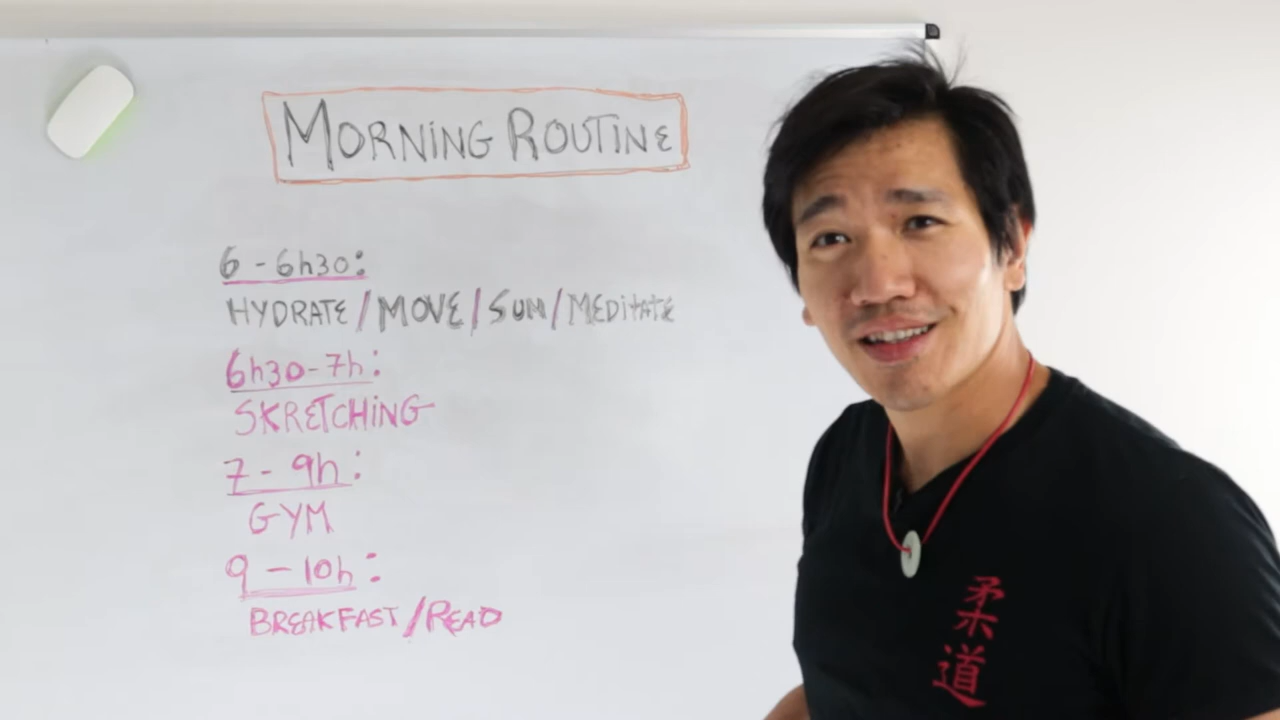 MORNING ROUTINE
6 - 6h30:
HYDRATE / MOVE / SUN / MEDITATE
6h30-7h:
SKRETCHING
7 - 9h:
GYM
9 - 10h:
BREAKFAST / READ
柔道